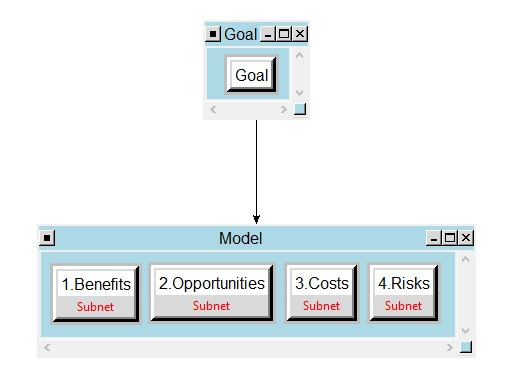 Goal
Goal
Model
1.Benefits
Subnet
2.Opportunities
Subnet
3.Costs
Subnet
4.Risks
Subnet